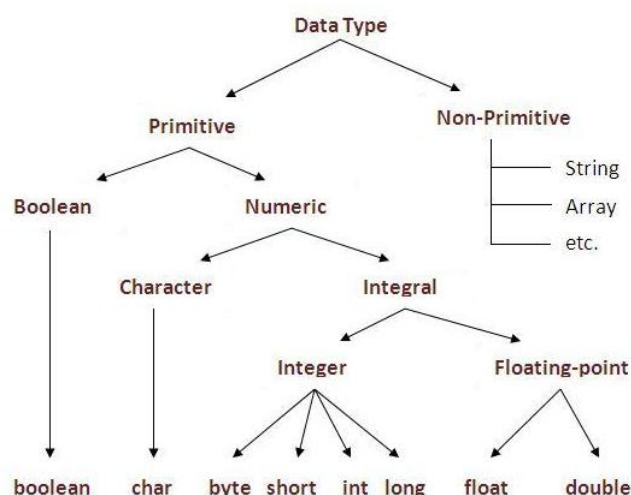 Data Type
Primitive
Non-Primitive
String
Array
etc.
Boolean
Numeric
Character
Integral
Integer
Floating-point
boolean
char
byte
short
int
long
float
double